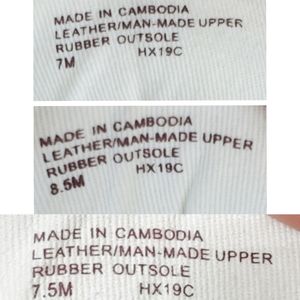 MADE IN CAMBODIA
LEATHER/MAN-MADE UPPER
RUBBER OUTSOLE
7M HX19C
MADE IN CAMBODIA
LEATHER/MAN-MADE UPPER
RUBBER OUTSOLE
8.5M HX19C
MADE IN CAMBODIA
LEATHER/MAN-MADE UPPER
RUBBER OUTSOLE
7.5M HX19C